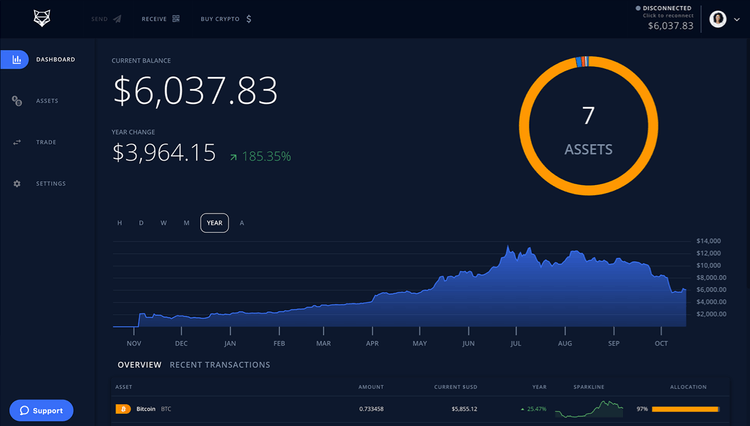 SEND
RECEIVE
BUY CRYPTO $
DISCONNECTED
Click to reconnect
$6,037.83
DASHBOARD
ASSETS
TRADE
SETTINGS
CURRENT BALANCE
$6,037.83
YEAR CHANGE
$3,964.15 185.35%
7
ASSETS
H D W M YEAR A
$14,000
$12,000
$10,000
$8,000.00
$6,000.00
$4,000.00
$2,000.00
NOV DEC JAN FEB MAR APR MAY JUN JUL AUG SEP OCT
OVERVIEW RECENT TRANSACTIONS
ASSET AMOUNT CURRENT $USD YEAR SPARKLINE ALLOCATION
Bitcoin BTC 0.733458 $5,855.12 25.47% 97%
Support